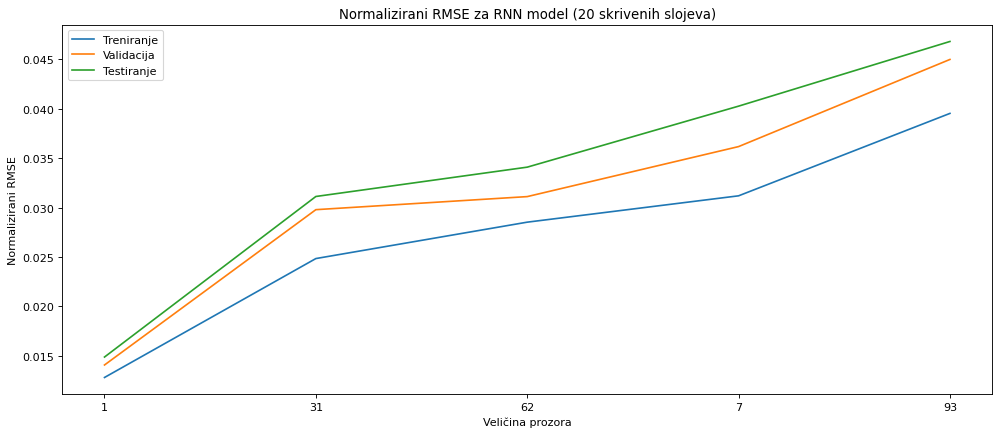 Normalizirani RMSE za RNN model (20 skrivenih slojeva)
Treniranje
Validacija
Testiranje
Normalizirani RMSE
0.045
0.040
0.035
0.030
0.025
0.020
0.015
1
31
62
7
93
Veličina prozora